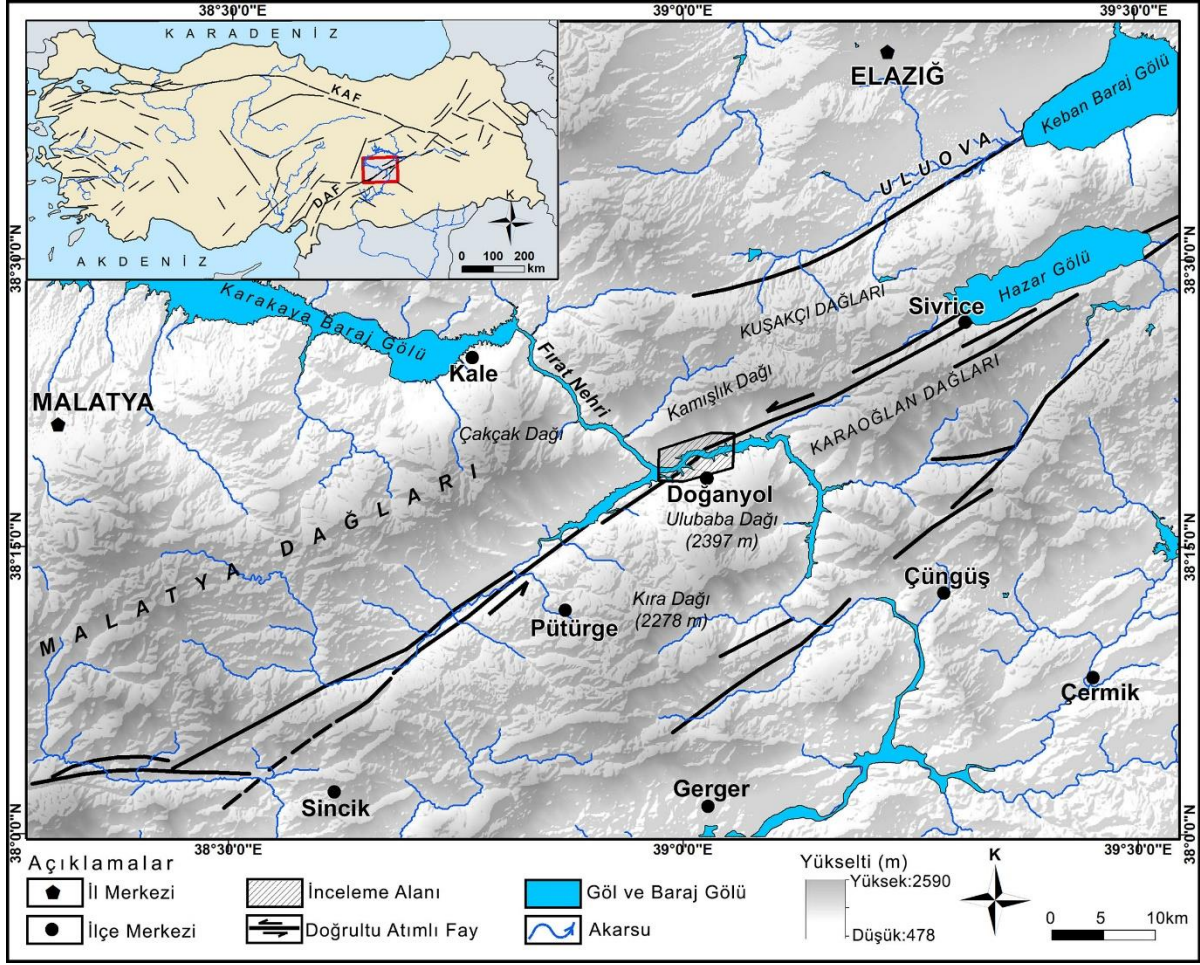 38°30'0"E
39°0'0"E
39°30'0"E
KARADENİZ
KAF
DAF
AKDENİZ
K
0 100 200
km
ELAZIĞ
Keban Baraj Gölü
ULUOVA
38°30'0"N
38°30'0"N
Hazar Gölü
KUŞAKÇI DAĞLARI
Sivrice
Karakaya Baraj Gölü
Kale
Fırat Nehri
MALATYA
Kamışlık Dağı
Çakçak Dağı
KARAOĞLAN DAĞLARI
Doğanyol
Ulubaba Dağı
(2397 m)
38°15'0"N
38°15'0"N
MALATYA DAĞLARI
Çüngüş
Kıra Dağı
(2278 m)
Pütürge
Çermik
Sincik
Gerger
38°0'0"N
38°0'0"N
38°30'0"E
39°0'0"E
39°30'0"E
Açıklamalar
İl Merkezi
İnceleme Alanı
Göl ve Baraj Gölü
İlçe Merkezi
Doğrultu Atımlı Fay
Akarsu
Yükselti (m)
Yüksek:2590
Düşük:478
K
0 5 10km